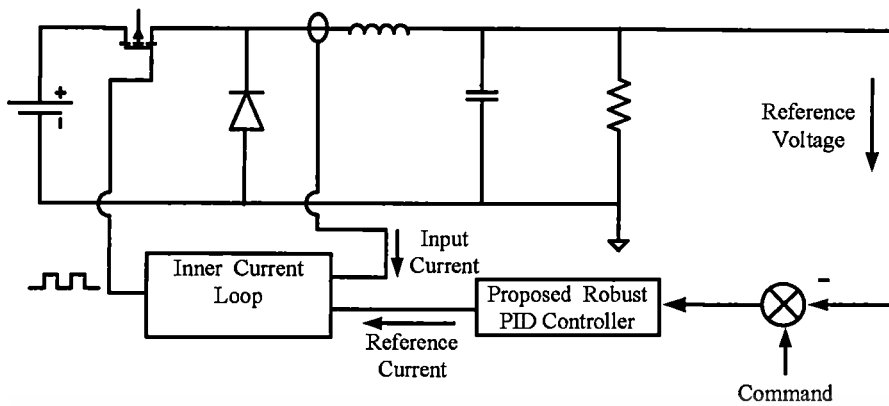 +
-
Reference
Voltage
Input
Current
Inner Current
Loop
Proposed Robust
PID Controller
-
Reference
Current
Command